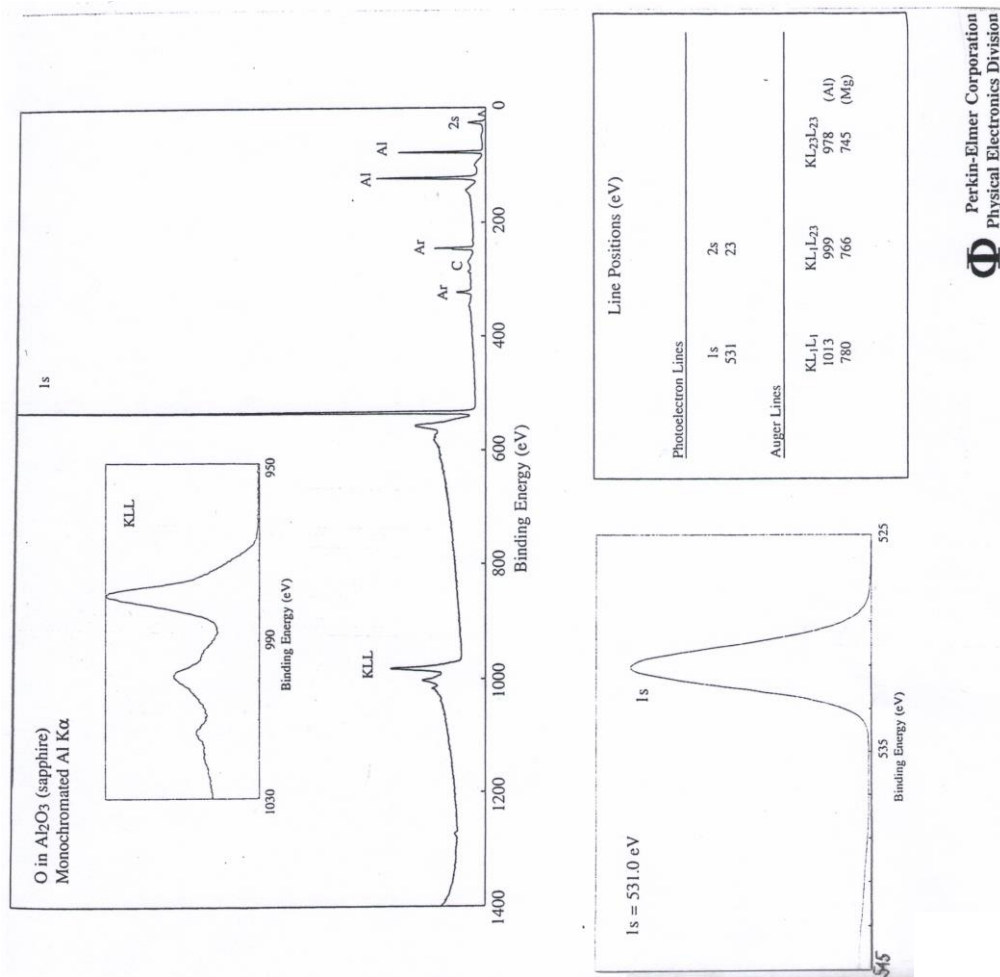 O in Al₂O₃ (sapphire)
Monochromated Al Kα
KLL
1030
990
950
Binding Energy (eV)
1s
KLL
Ar
C
Ar
Al
Al
2s
1400
1200
1000
800
600
400
200
0
Binding Energy (eV)
1s = 531.0 eV
1s
545
535
525
Binding Energy (eV)
Line Positions (eV)
Photoelectron Lines
1s 2s
531 23
Auger Lines
KL₁L₁ KL₁L₂₃ KL₂₃L₂₃
1013 999 978 (Al)
780 766 745 (Mg)
Φ Perkin-Elmer Corporation
Physical Electronics Division